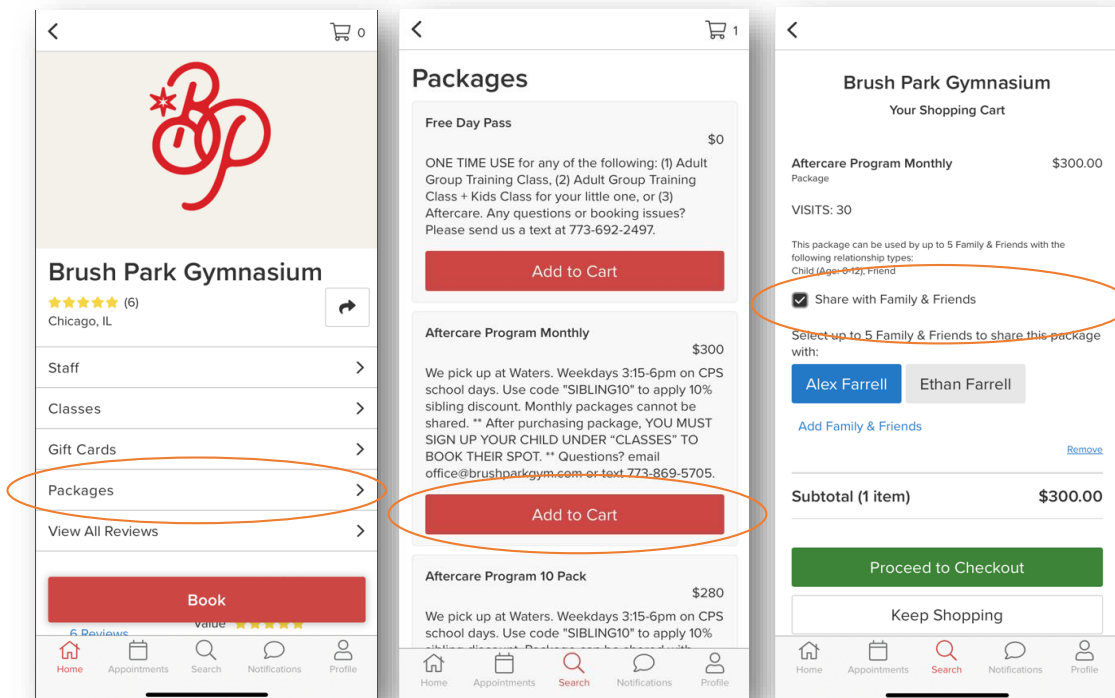 0
BP
Brush Park Gymnasium
(6)
Chicago, IL
Staff
Classes
Gift Cards
Packages
View All Reviews
Book
6 Reviews
Value
Home Appointments Search Notifications Profile
1
Packages
Free Day Pass
$0
ONE TIME USE for any of the following: (1) Adult
Group Training Class, (2) Adult Group Training
Class + Kids Class for your little one, or (3)
Aftercare. Any questions or booking issues?
Please send us a text at 773-692-2497.
Add to Cart
Aftercare Program Monthly
$300
We pick up at Waters. Weekdays 3:15-6pm on CPS
school days. Use code "SIBLING10" to apply 10%
sibling discount. Monthly packages cannot be
shared. ** After purchasing package, YOU MUST
SIGN UP YOUR CHILD UNDER “CLASSES” TO
BOOK THEIR SPOT. ** Questions? email
office@brushparkgym.com or text 773-869-5705.
Add to Cart
Aftercare Program 10 Pack
$280
We pick up at Waters. Weekdays 3:15-6pm on CPS
school days. Use code "SIBLING10" to apply 10%
sibling discount. Package can be shared with
Home Appointments Search Notifications Profile
Brush Park Gymnasium
Your Shopping Cart
Aftercare Program Monthly $300.00
Package
VISITS: 30
This package can be used by up to 5 Family & Friends with the
following relationship types:
Child (Age: 0-12), Friend
Share with Family & Friends
Select up to 5 Family & Friends to share this package
with:
Alex Farrell Ethan Farrell
Add Family & Friends
Remove
Subtotal (1 item) $300.00
Proceed to Checkout
Keep Shopping
Home Appointments Search Notifications Profile